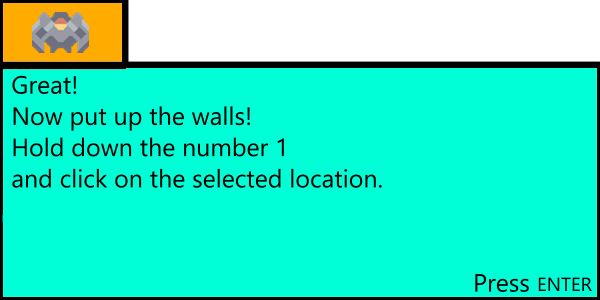 Great!
Now put up the walls!
Hold down the number 1
and click on the selected location.
Press ENTER